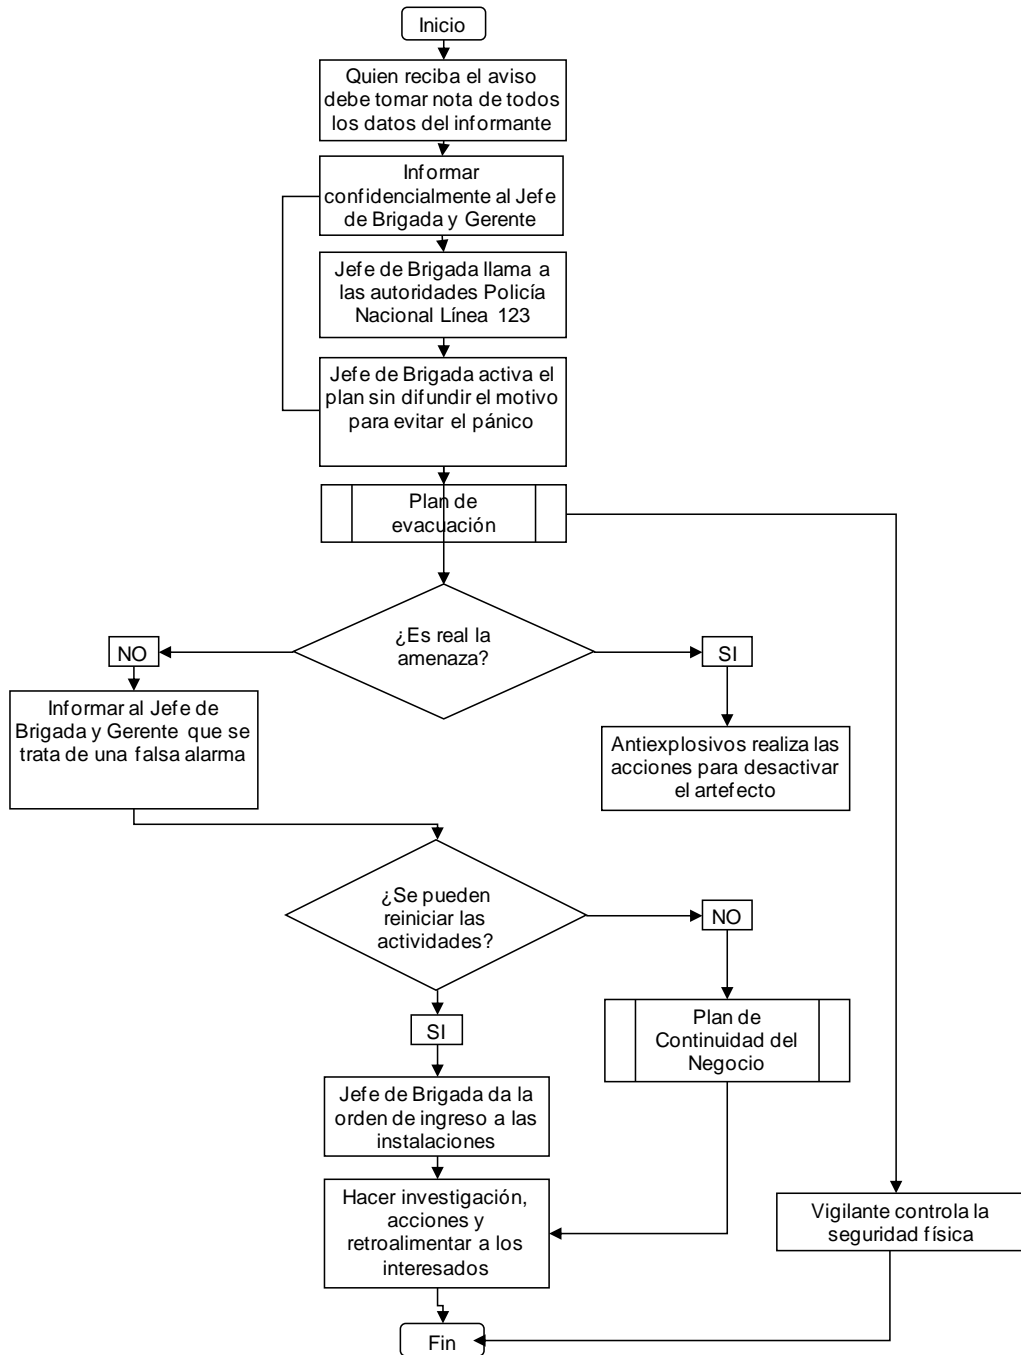 Inicio
Quien reciba el aviso
debe tomar nota de todos
los datos del informante
Informar
confidencialmente al Jefe
de Brigada y Gerente
Jefe de Brigada llama a
las autoridades Policía
Nacional Línea 123
Jefe de Brigada activa el
plan sin difundir el motivo
para evitar el pánico
Plan de
evacuación
¿Es real la
amenaza?
NO
SI
Informar al Jefe de
Brigada y Gerente que se
trata de una falsa alarma
Antiexplosivos realiza las
acciones para desactivar
el artefecto
¿Se pueden
reiniciar las
actividades?
NO
SI
Plan de
Continuidad del
Negocio
Jefe de Brigada da la
orden de ingreso a las
instalaciones
Hacer investigación,
acciones y
retroalimentar a los
interesados
Vigilante controla la
seguridad física
Fin